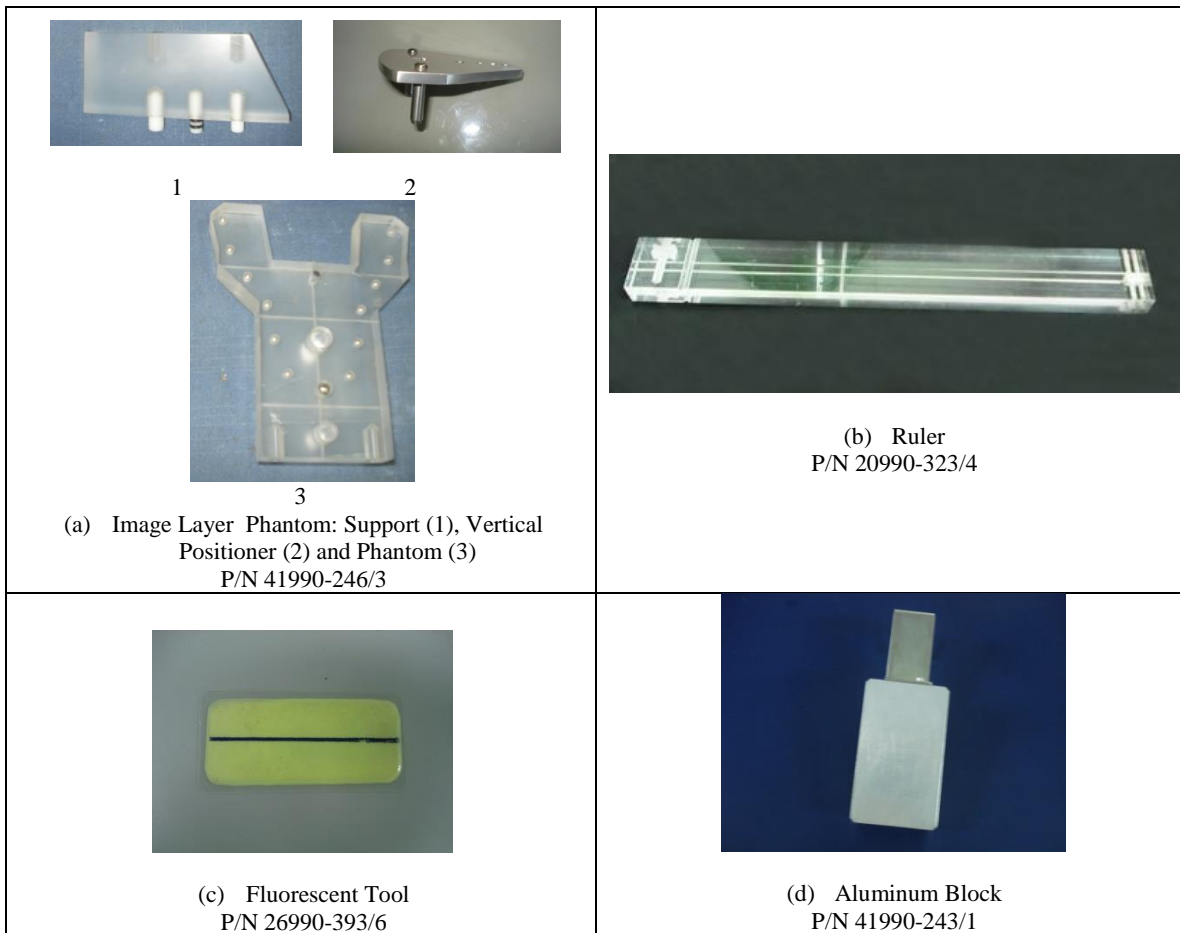 1
2
3
(a) Image Layer Phantom: Support (1), Vertical
Positioner (2) and Phantom (3)
P/N 41990-246/3
(b) Ruler
P/N 20990-323/4
(c) Fluorescent Tool
P/N 26990-393/6
(d) Aluminum Block
P/N 41990-243/1